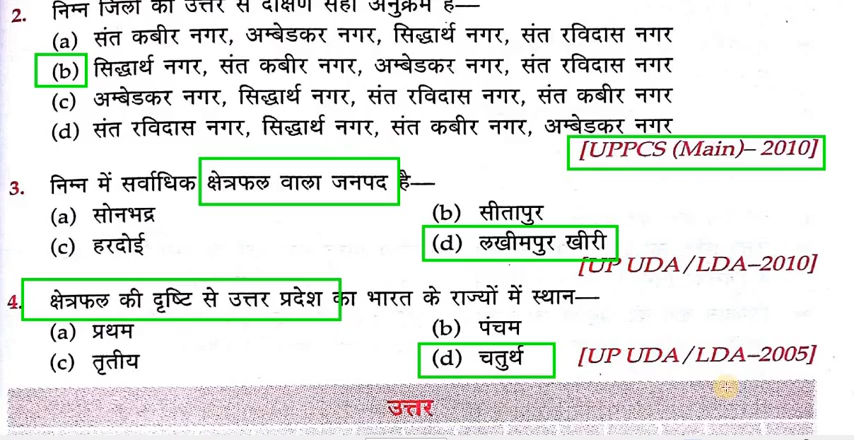 2. निम्न जिलों का उत्तर से दक्षिण सही अनुक्रम है—
(a) संत कबीर नगर, अम्बेडकर नगर, सिद्धार्थ नगर, संत रविदास नगर
(b) सिद्धार्थ नगर, संत कबीर नगर, अम्बेडकर नगर, संत रविदास नगर
(c) अम्बेडकर नगर, सिद्धार्थ नगर, संत रविदास नगर, संत कबीर नगर
(d) संत रविदास नगर, सिद्धार्थ नगर, संत कबीर नगर, अम्बेडकर नगर
[UPPCS (Main)–2010]
3. निम्न में सर्वाधिक क्षेत्रफल वाला जनपद है—
(a) सोनभद्र (b) सीतापुर
(c) हरदोई (d) लखीमपुर खीरी
[UP UDA/LDA–2010]
4. क्षेत्रफल की दृष्टि से उत्तर प्रदेश का भारत के राज्यों में स्थान—
(a) प्रथम (b) पंचम
(c) तृतीय (d) चतुर्थ [UP UDA/LDA–2005]
उत्तर